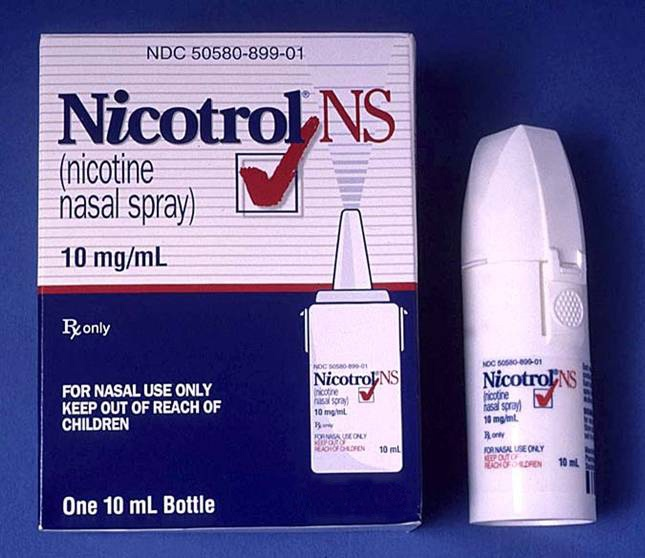 NDC 50580-899-01
Nicotrol® NS
(nicotine
nasal spray)
10 mg/mL
Rx only
FOR NASAL USE ONLY
KEEP OUT OF REACH OF
CHILDREN
One 10 mL Bottle
NDC 50580-899-01
Nicotrol® NS
(nicotine
nasal spray)
10 mg/mL
Rx only
FOR NASAL USE ONLY
KEEP OUT OF
REACH OF CHILDREN
10 mL
NDC 50580-899-01
Nicotrol® NS
(nicotine
nasal spray)
10 mg/mL
Rx only
FOR NASAL USE ONLY
KEEP OUT OF
REACH OF CHILDREN
10 mL